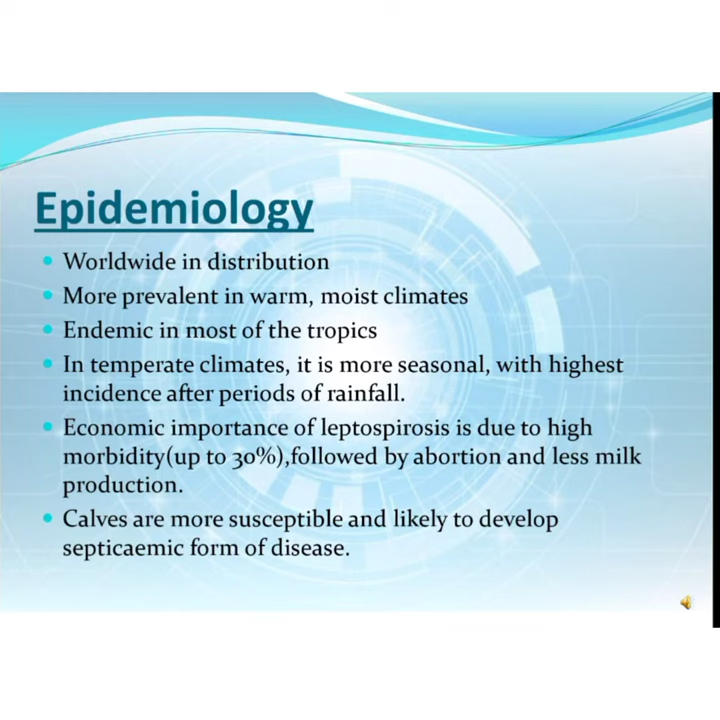 Epidemiology
• Worldwide in distribution
• More prevalent in warm, moist climates
• Endemic in most of the tropics
• In temperate climates, it is more seasonal, with highest
incidence after periods of rainfall.
• Economic importance of leptospirosis is due to high
morbidity(up to 30%),followed by abortion and less milk
production.
• Calves are more susceptible and likely to develop
septicaemic form of disease.